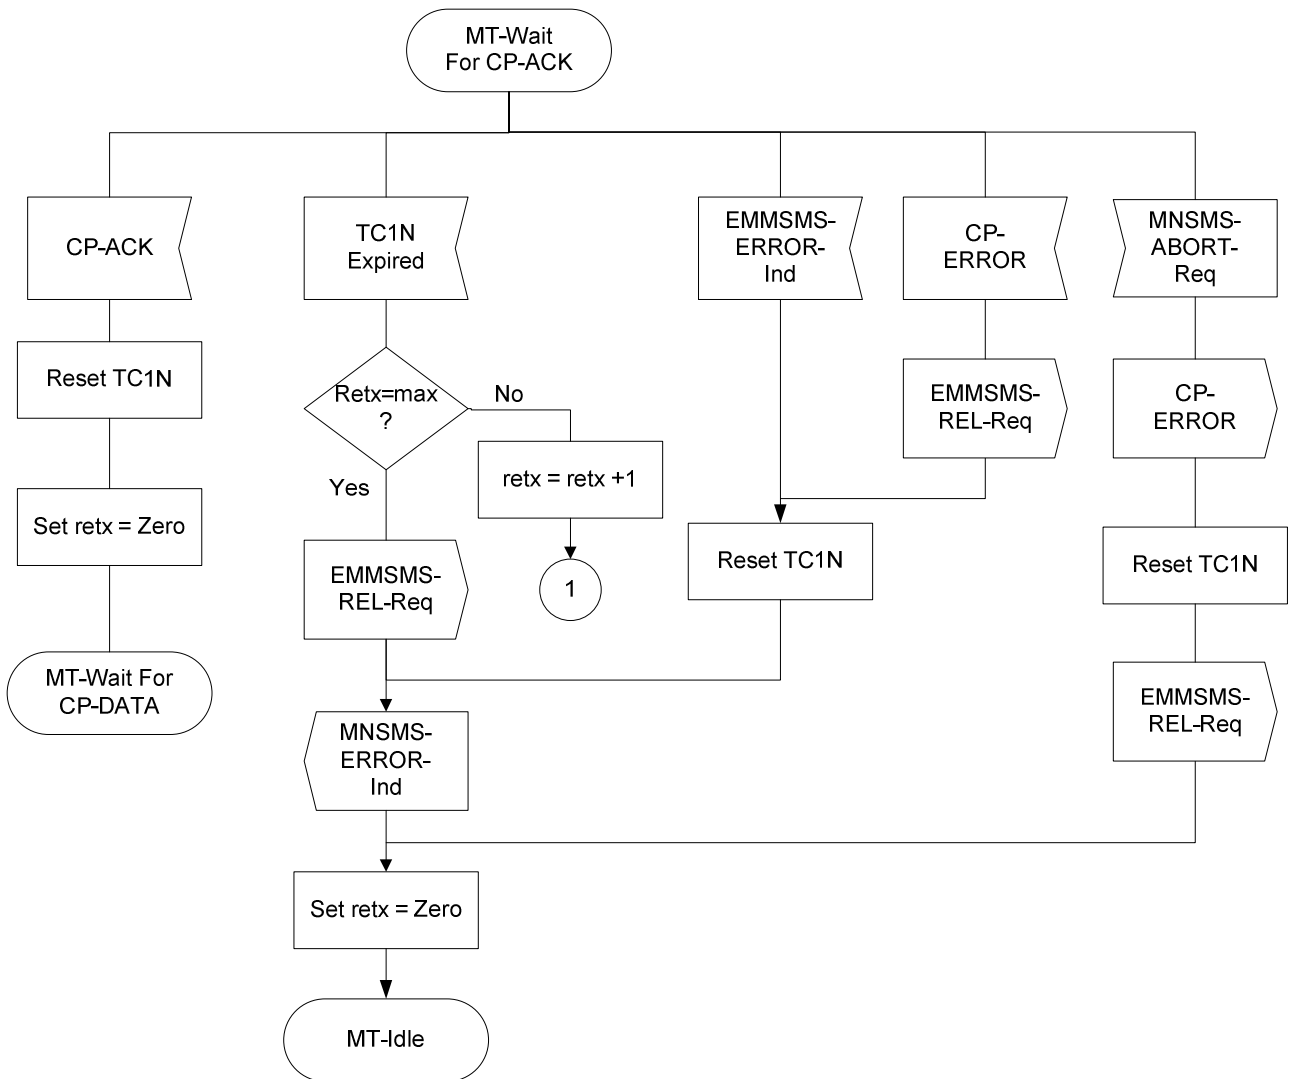 MT-Wait
For CP-ACK
CP-ACK
TC1N
Expired
EMMSMS-
ERROR-
Ind
CP-
ERROR
MNSMS-
ABORT-
Req
Reset TC1N
Retx=max
?
No
Yes
retx = retx +1
EMMSMS-
REL-Req
CP-
ERROR
Set retx = Zero
EMMSMS-
REL-Req
1
Reset TC1N
Reset TC1N
MT-Wait For
CP-DATA
MNSMS-
ERROR-
Ind
EMMSMS-
REL-Req
Set retx = Zero
MT-Idle